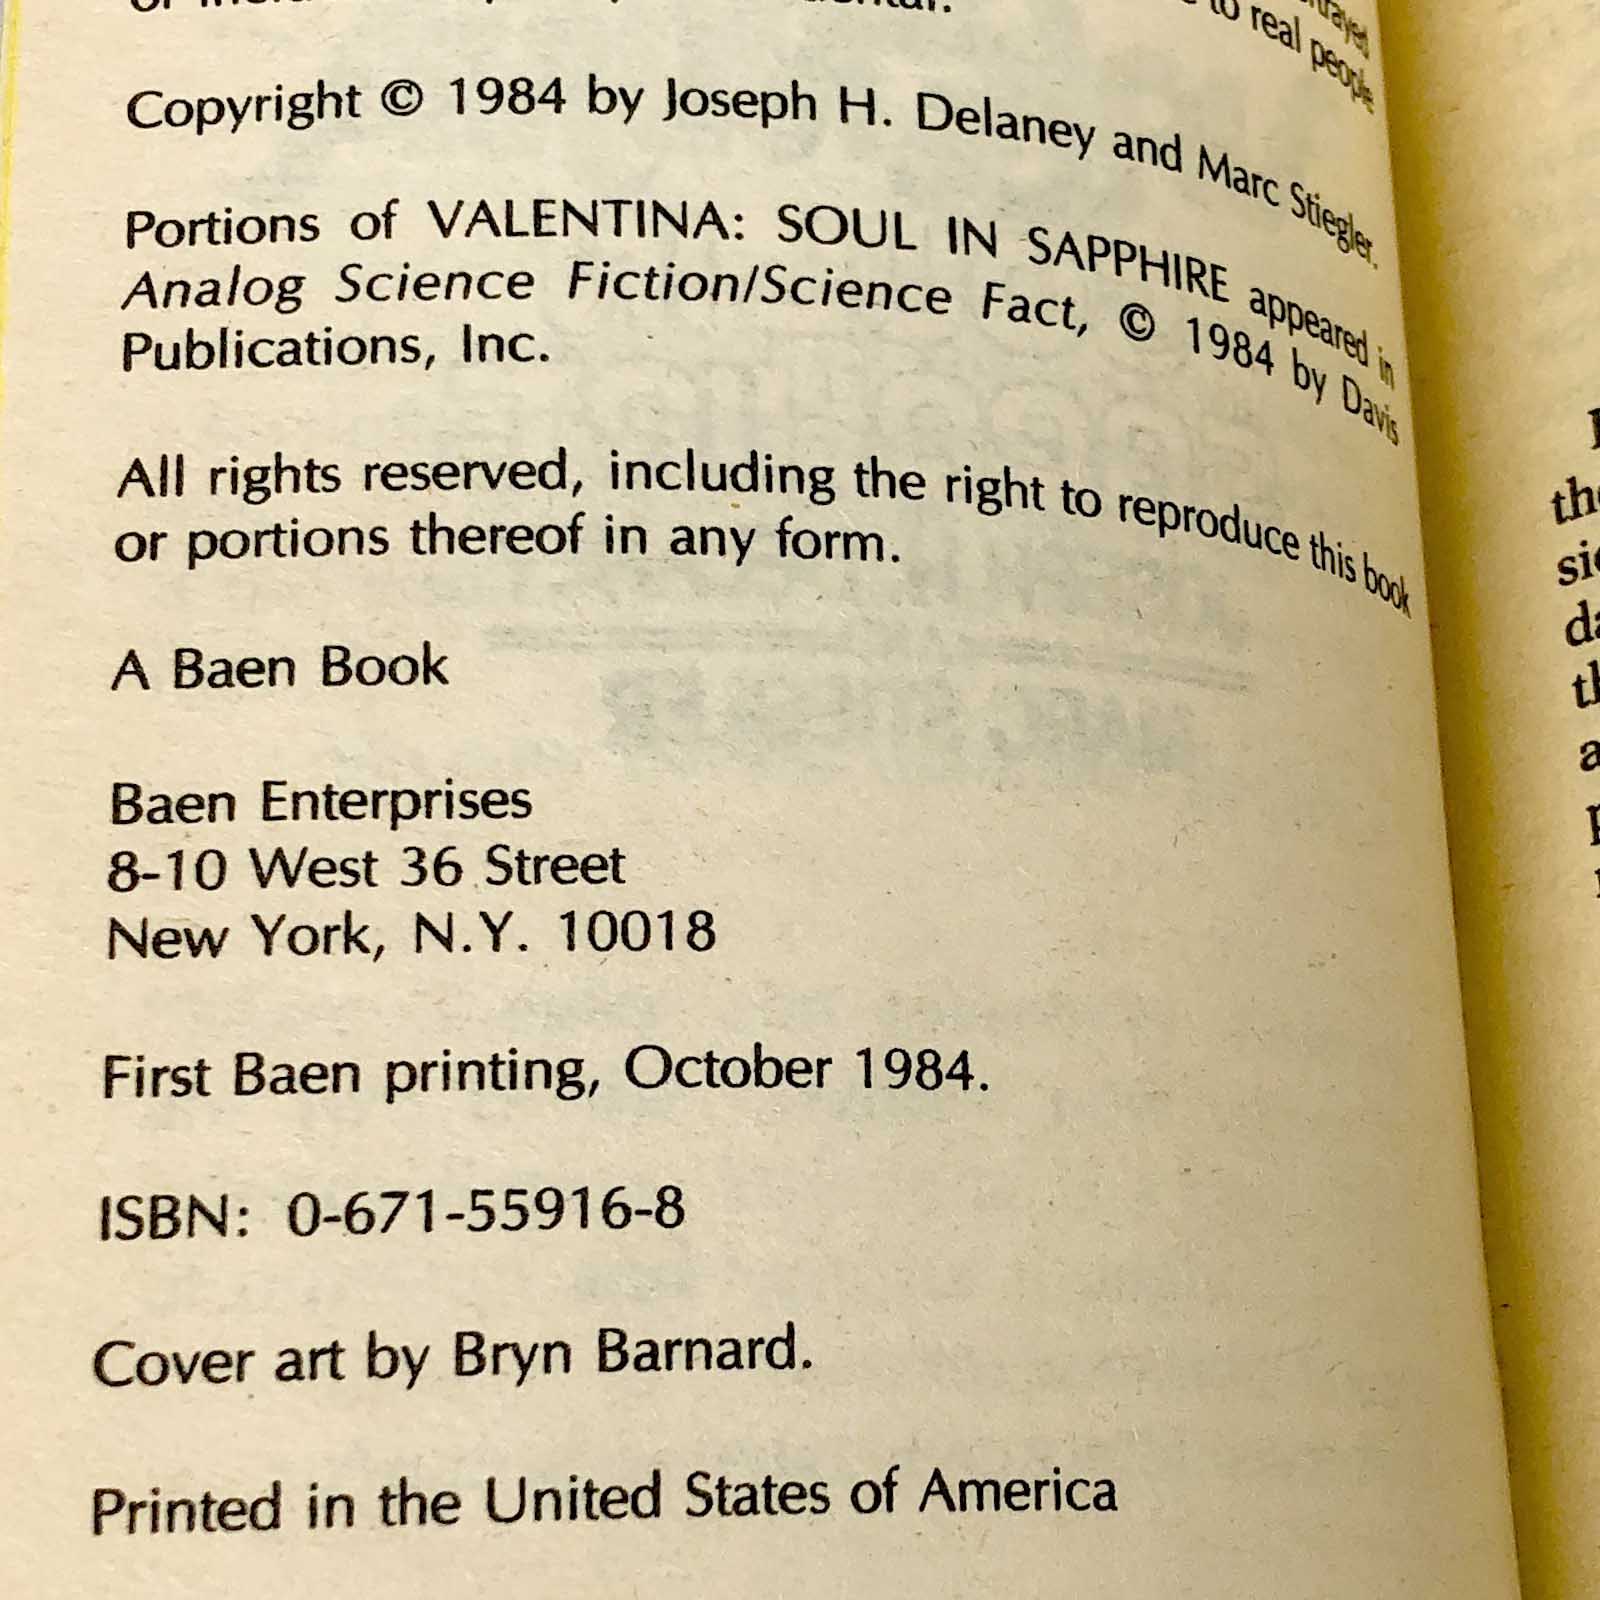 to real people
Copyright © 1984 by Joseph H. Delaney and Marc Stiegler.
Portions of VALENTINA: SOUL IN SAPPHIRE appeared in
Analog Science Fiction/Science Fact, © 1984 by Davis
Publications, Inc.
All rights reserved, including the right to reproduce this book
or portions thereof in any form.
A Baen Book
Baen Enterprises
8-10 West 36 Street
New York, N.Y. 10018
First Baen printing, October 1984.
ISBN: 0-671-55916-8
Cover art by Bryn Barnard.
Printed in the United States of America